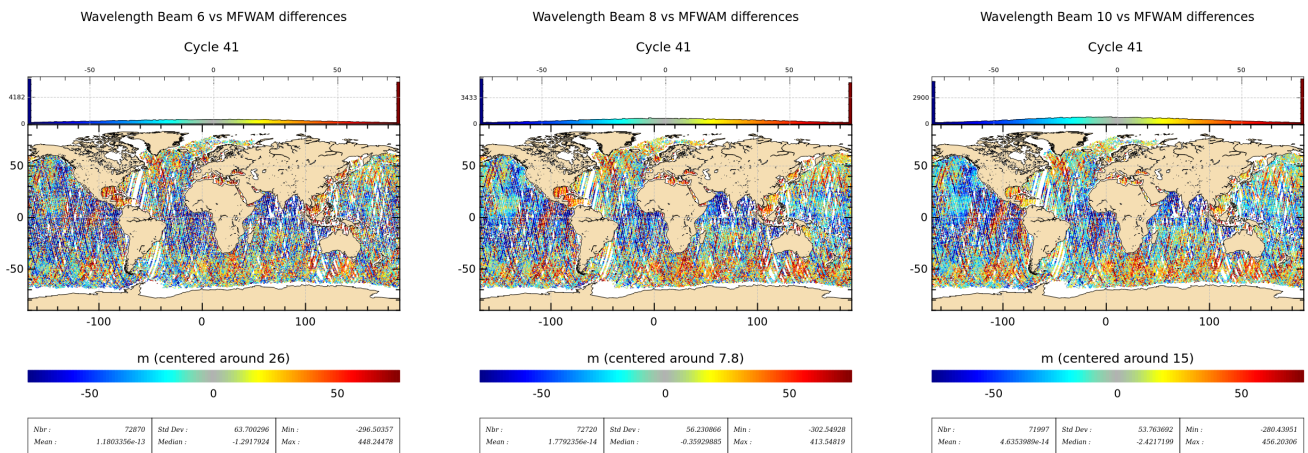 Wavelength Beam 6 vs MFWAM differences
Cycle 41
-50 0 50
4182
0
50
0
-50
-100 0 100
m (centered around 26)
-50 0 50
Nbr : 72870 Std Dev : 63.700296 Min : -296.50357
Mean : 1.1803356e-13 Median : -1.2917924 Max : 448.24478
Wavelength Beam 8 vs MFWAM differences
Cycle 41
-50 0 50
3433
0
50
0
-50
-100 0 100
m (centered around 7.8)
-50 0 50
Nbr : 72720 Std Dev : 56.230866 Min : -302.54928
Mean : 1.7792356e-14 Median : -0.35929885 Max : 413.54819
Wavelength Beam 10 vs MFWAM differences
Cycle 41
-50 0 50
2900
0
50
0
-50
-100 0 100
m (centered around 15)
-50 0 50
Nbr : 71997 Std Dev : 53.763692 Min : -280.43951
Mean : 4.6353989e-14 Median : -2.4217199 Max : 456.20306